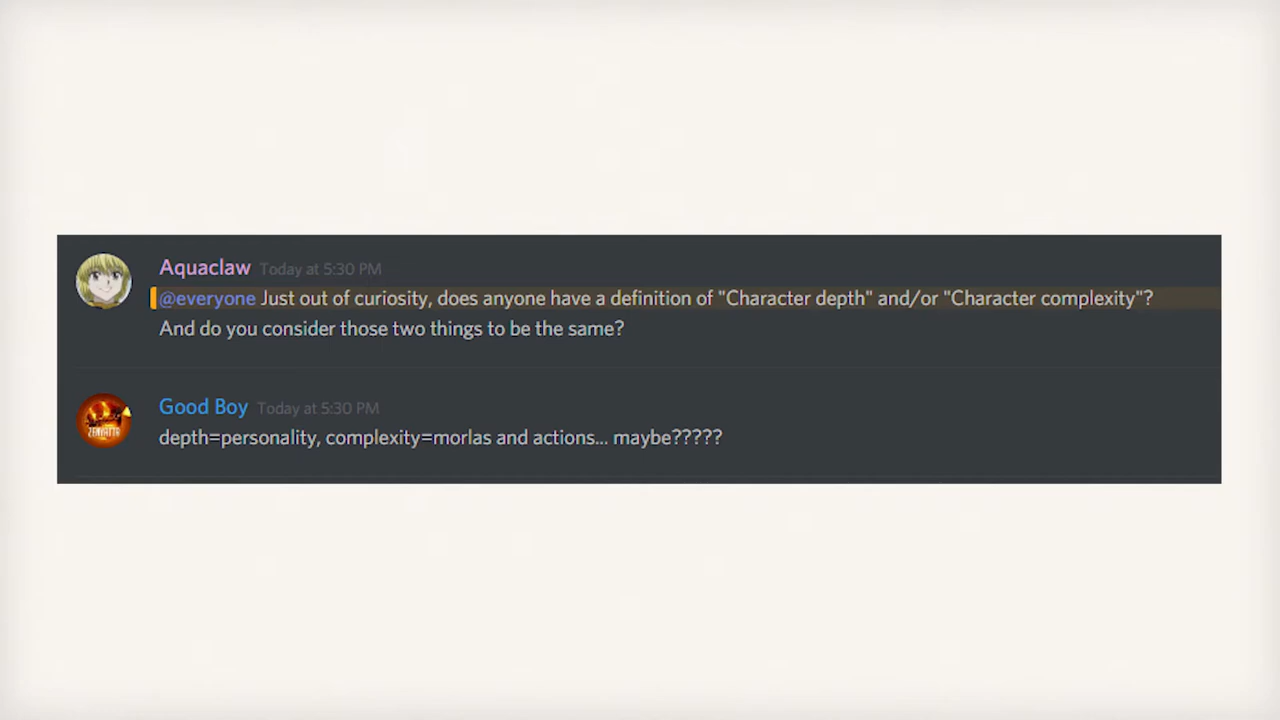 Aquaclaw Today at 5:30 PM
@everyone Just out of curiosity, does anyone have a definition of "Character depth" and/or "Character complexity"?
And do you consider those two things to be the same?
Good Boy Today at 5:30 PM
ZENYATTA
depth=personality, complexity=morlas and actions... maybe?????